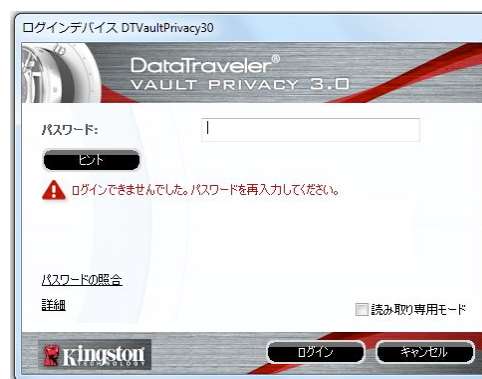 ログインデバイス DTVaultPrivacy30
DataTraveler®
VAULT PRIVACY 3.0
パスワード:
ヒント
ログインできませんでした。パスワードを再入力してください。
パスワードの照合
詳細
読み取り専用モード
Kingston
TECHNOLOGY
ログイン
キャンセル